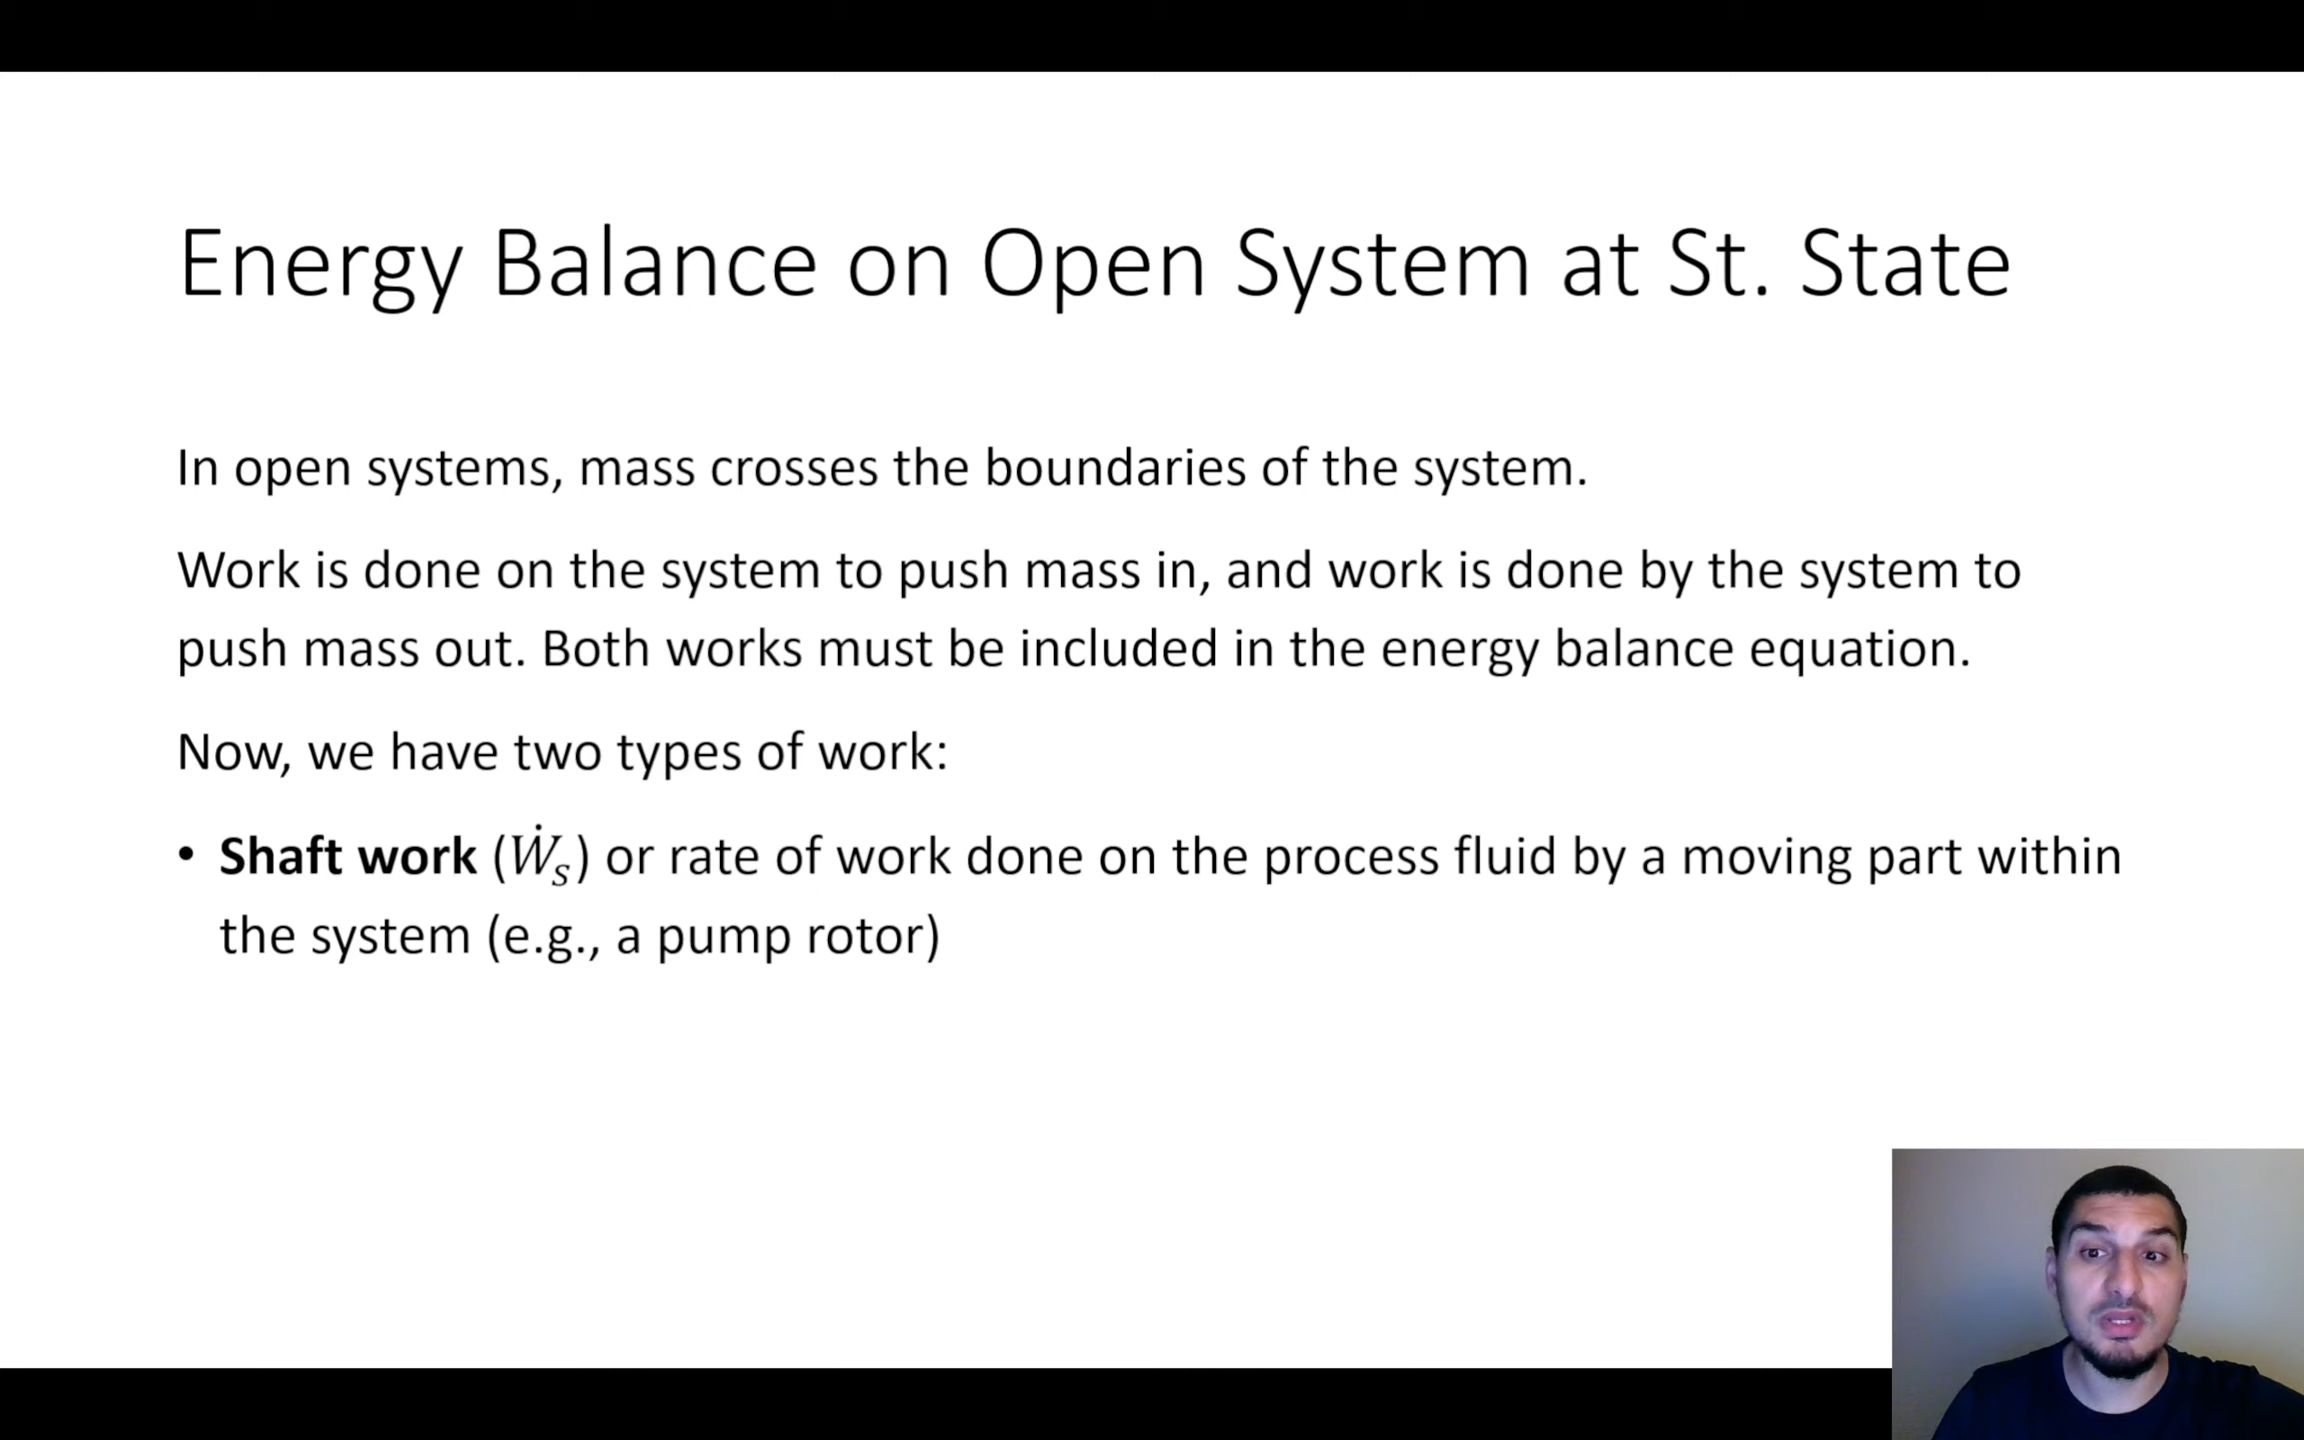 Energy Balance on Open System at St. State
In open systems, mass crosses the boundaries of the system.
Work is done on the system to push mass in, and work is done by the system to
push mass out. Both works must be included in the energy balance equation.
Now, we have two types of work:
• Shaft work (Ẇₛ) or rate of work done on the process fluid by a moving part within
the system (e.g., a pump rotor)